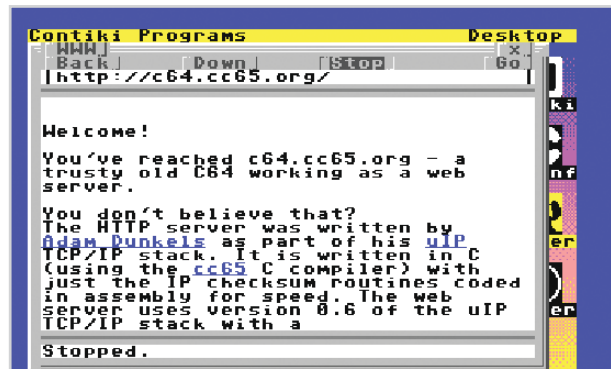 Contiki Programs Desktop
WWW x
Back Down Stop Go
http://c64.cc65.org/
ki
Welcome!
You've reached c64.cc65.org - a
nf
trusty old C64 working as a web
server.
You don't believe that?
The HTTP server was written by
Adam Dunkels as part of his uIP
er
TCP/IP stack. It is written in C
(using the cc65 C compiler) with
just the IP checksum routines coded
in assembly for speed. The web
server uses version 0.6 of the uIP
er
TCP/IP stack with a
Stopped.